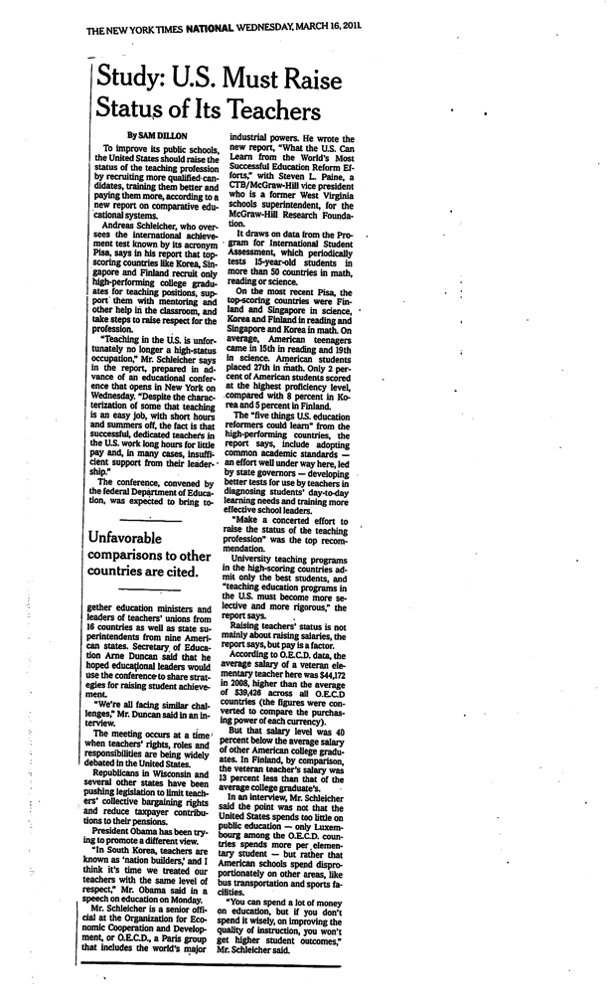 THE NEW YORK TIMES NATIONAL WEDNESDAY, MARCH 16, 2011.
Study: U.S. Must Raise
Status of Its Teachers
By SAM DILLON
To improve its public schools,
the United States should raise the
status of the teaching profession
by recruiting more qualified can-
didates, training them better and
paying them more, according to a
new report on comparative edu-
cational systems.
Andreas Schleicher, who over-
sees the international achieve-
ment test known by its acronym
Pisa, says in his report that top-
scoring countries like Korea, Sin-
gapore and Finland recruit only
high-performing college gradu-
ates for teaching positions, sup-
port them with mentoring and
other help in the classroom, and
take steps to raise respect for the
profession.
"Teaching in the U.S. is unfor-
tunately no longer a high-status
occupation," Mr. Schleicher says
in the report, prepared in ad-
vance of an educational confer-
ence that opens in New York on
Wednesday. "Despite the charac-
terization of some that teaching
is an easy job, with short hours
and summers off, the fact is that
successful, dedicated teachers in
the U.S. work long hours for little
pay and, in many cases, insuffi-
cient support from their leader-
ship."
The conference, convened by
the federal Department of Educa-
tion, was expected to bring to-
Unfavorable
comparisons to other
countries are cited.
gether education ministers and
leaders of teachers' unions from
16 countries as well as state su-
perintendents from nine Ameri-
can states. Secretary of Educa-
tion Arne Duncan said that he
hoped educational leaders would
use the conference to share strat-
egies for raising student achieve-
ment.
"We're all facing similar chal-
lenges," Mr. Duncan said in an in-
terview.
The meeting occurs at a time
when teachers' rights, roles and
responsibilities are being widely
debated in the United States.
Republicans in Wisconsin and
several other states have been
pushing legislation to limit teach-
ers' collective bargaining rights
and reduce taxpayer contribu-
tions to their pensions.
President Obama has been try-
ing to promote a different view.
"In South Korea, teachers are
known as 'nation builders,' and I
think it's time we treated our
teachers with the same level of
respect," Mr. Obama said in a
speech on education on Monday.
Mr. Schleicher is a senior offi-
cial at the Organization for Eco-
nomic Cooperation and Develop-
ment, or O.E.C.D., a Paris group
that includes the world's major
industrial powers. He wrote the
new report, "What the U.S. Can
Learn from the World's Most
Successful Education Reform Ef-
forts," with Steven L. Paine, a
CTB/McGraw-Hill vice president
who is a former West Virginia
schools superintendent, for the
McGraw-Hill Research Founda-
tion.
It draws on data from the Pro-
gram for International Student
Assessment, which periodically
tests 15-year-old students in
more than 50 countries in math,
reading or science.
On the most recent Pisa, the
top-scoring countries were Fin-
land and Singapore in science,
Korea and Finland in reading and
Singapore and Korea in math. On
average, American teenagers
came in 15th in reading and 19th
in science. American students
placed 27th in math. Only 2 per-
cent of American students scored
at the highest proficiency level,
compared with 8 percent in Ko-
rea and 5 percent in Finland.
The "five things U.S. education
reformers could learn" from the
high-performing countries, the
report says, include adopting
common academic standards —
an effort well under way here, led
by state governors — developing
better tests for use by teachers in
diagnosing students' day-to-day
learning needs and training more
effective school leaders.
"Make a concerted effort to
raise the status of the teaching
profession" was the top recom-
mendation.
University teaching programs
in the high-scoring countries ad-
mit only the best students, and
"teaching education programs in
the U.S. must become more se-
lective and more rigorous," the
report says.
Raising teachers' status is not
mainly about raising salaries, the
report says, but pay is a factor.
According to O.E.C.D. data, the
average salary of a veteran ele-
mentary teacher here was $44,172
in 2008, higher than the average
of $39,426 across all O.E.C.D
countries (the figures were con-
verted to compare the purchas-
ing power of each currency).
But that salary level was 40
percent below the average salary
of other American college gradu-
ates. In Finland, by comparison,
the veteran teacher's salary was
13 percent less than that of the
average college graduate's.
In an interview, Mr. Schleicher
said the point was not that the
United States spends too little on
public education — only Luxem-
bourg among the O.E.C.D. coun-
tries spends more per elemen-
tary student — but rather that
American schools spend dispro-
portionately on other areas, like
bus transportation and sports fa-
cilities.
"You can spend a lot of money
on education, but if you don't
spend it wisely, on improving the
quality of instruction, you won't
get higher student outcomes,"
Mr. Schleicher said.